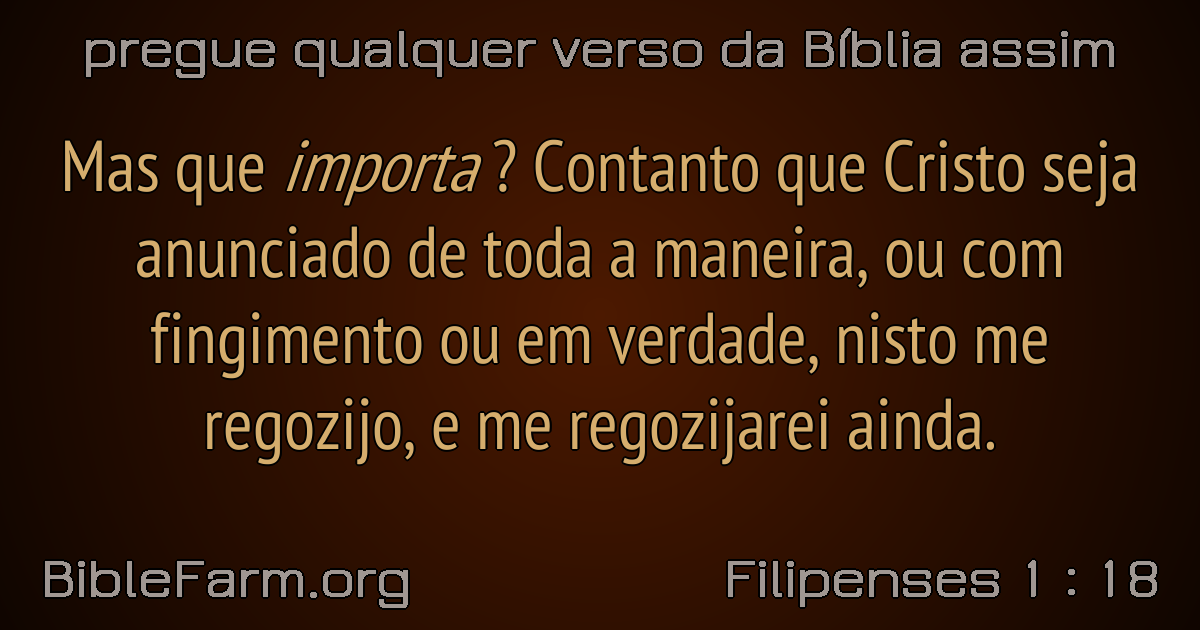 pregue qualquer verso da Bíblia assim
Mas que importa ? Contanto que Cristo seja
anunciado de toda a maneira, ou com
fingimento ou em verdade, nisto me
regozijo, e me regozijarei ainda.
BibleFarm.org
Filipenses 1 : 18